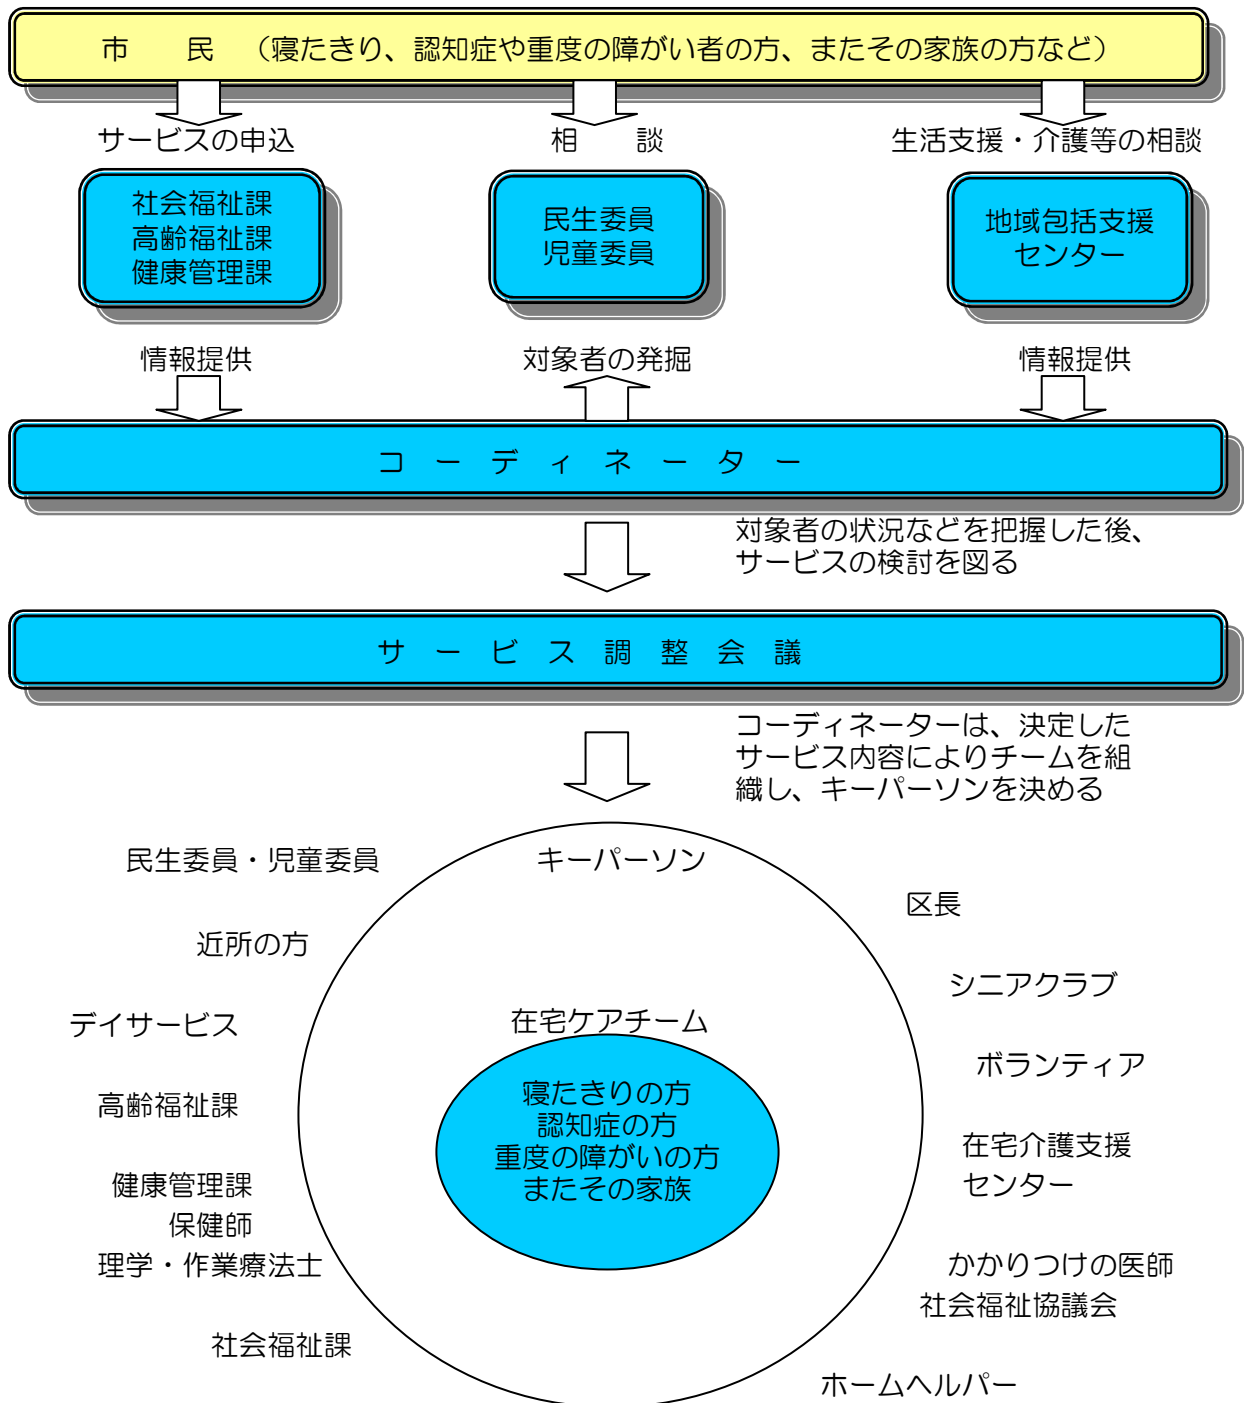 市　　民　（寝たきり、認知症や重度の障がい者の方、またその家族の方など）
サービスの申込
相　　談
生活支援・介護等の相談
社会福祉課
高齢福祉課
健康管理課
民生委員
児童委員
地域包括支援
センター
情報提供
対象者の発掘
情報提供
コ　ー　デ　ィ　ネ　ー　タ　ー
対象者の状況などを把握した後、
サービスの検討を図る
サ　ー　ビ　ス　調　整　会　議
コーディネーターは、決定した
サービス内容によりチームを組
織し、キーパーソンを決める
民生委員・児童委員
キーパーソン
区長
近所の方
シニアクラブ
デイサービス
在宅ケアチーム
ボランティア
寝たきりの方
認知症の方
重度の障がいの方
またその家族
高齢福祉課
在宅介護支援
センター
健康管理課
保健師
理学・作業療法士
かかりつけの医師
社会福祉協議会
社会福祉課
ホームヘルパー